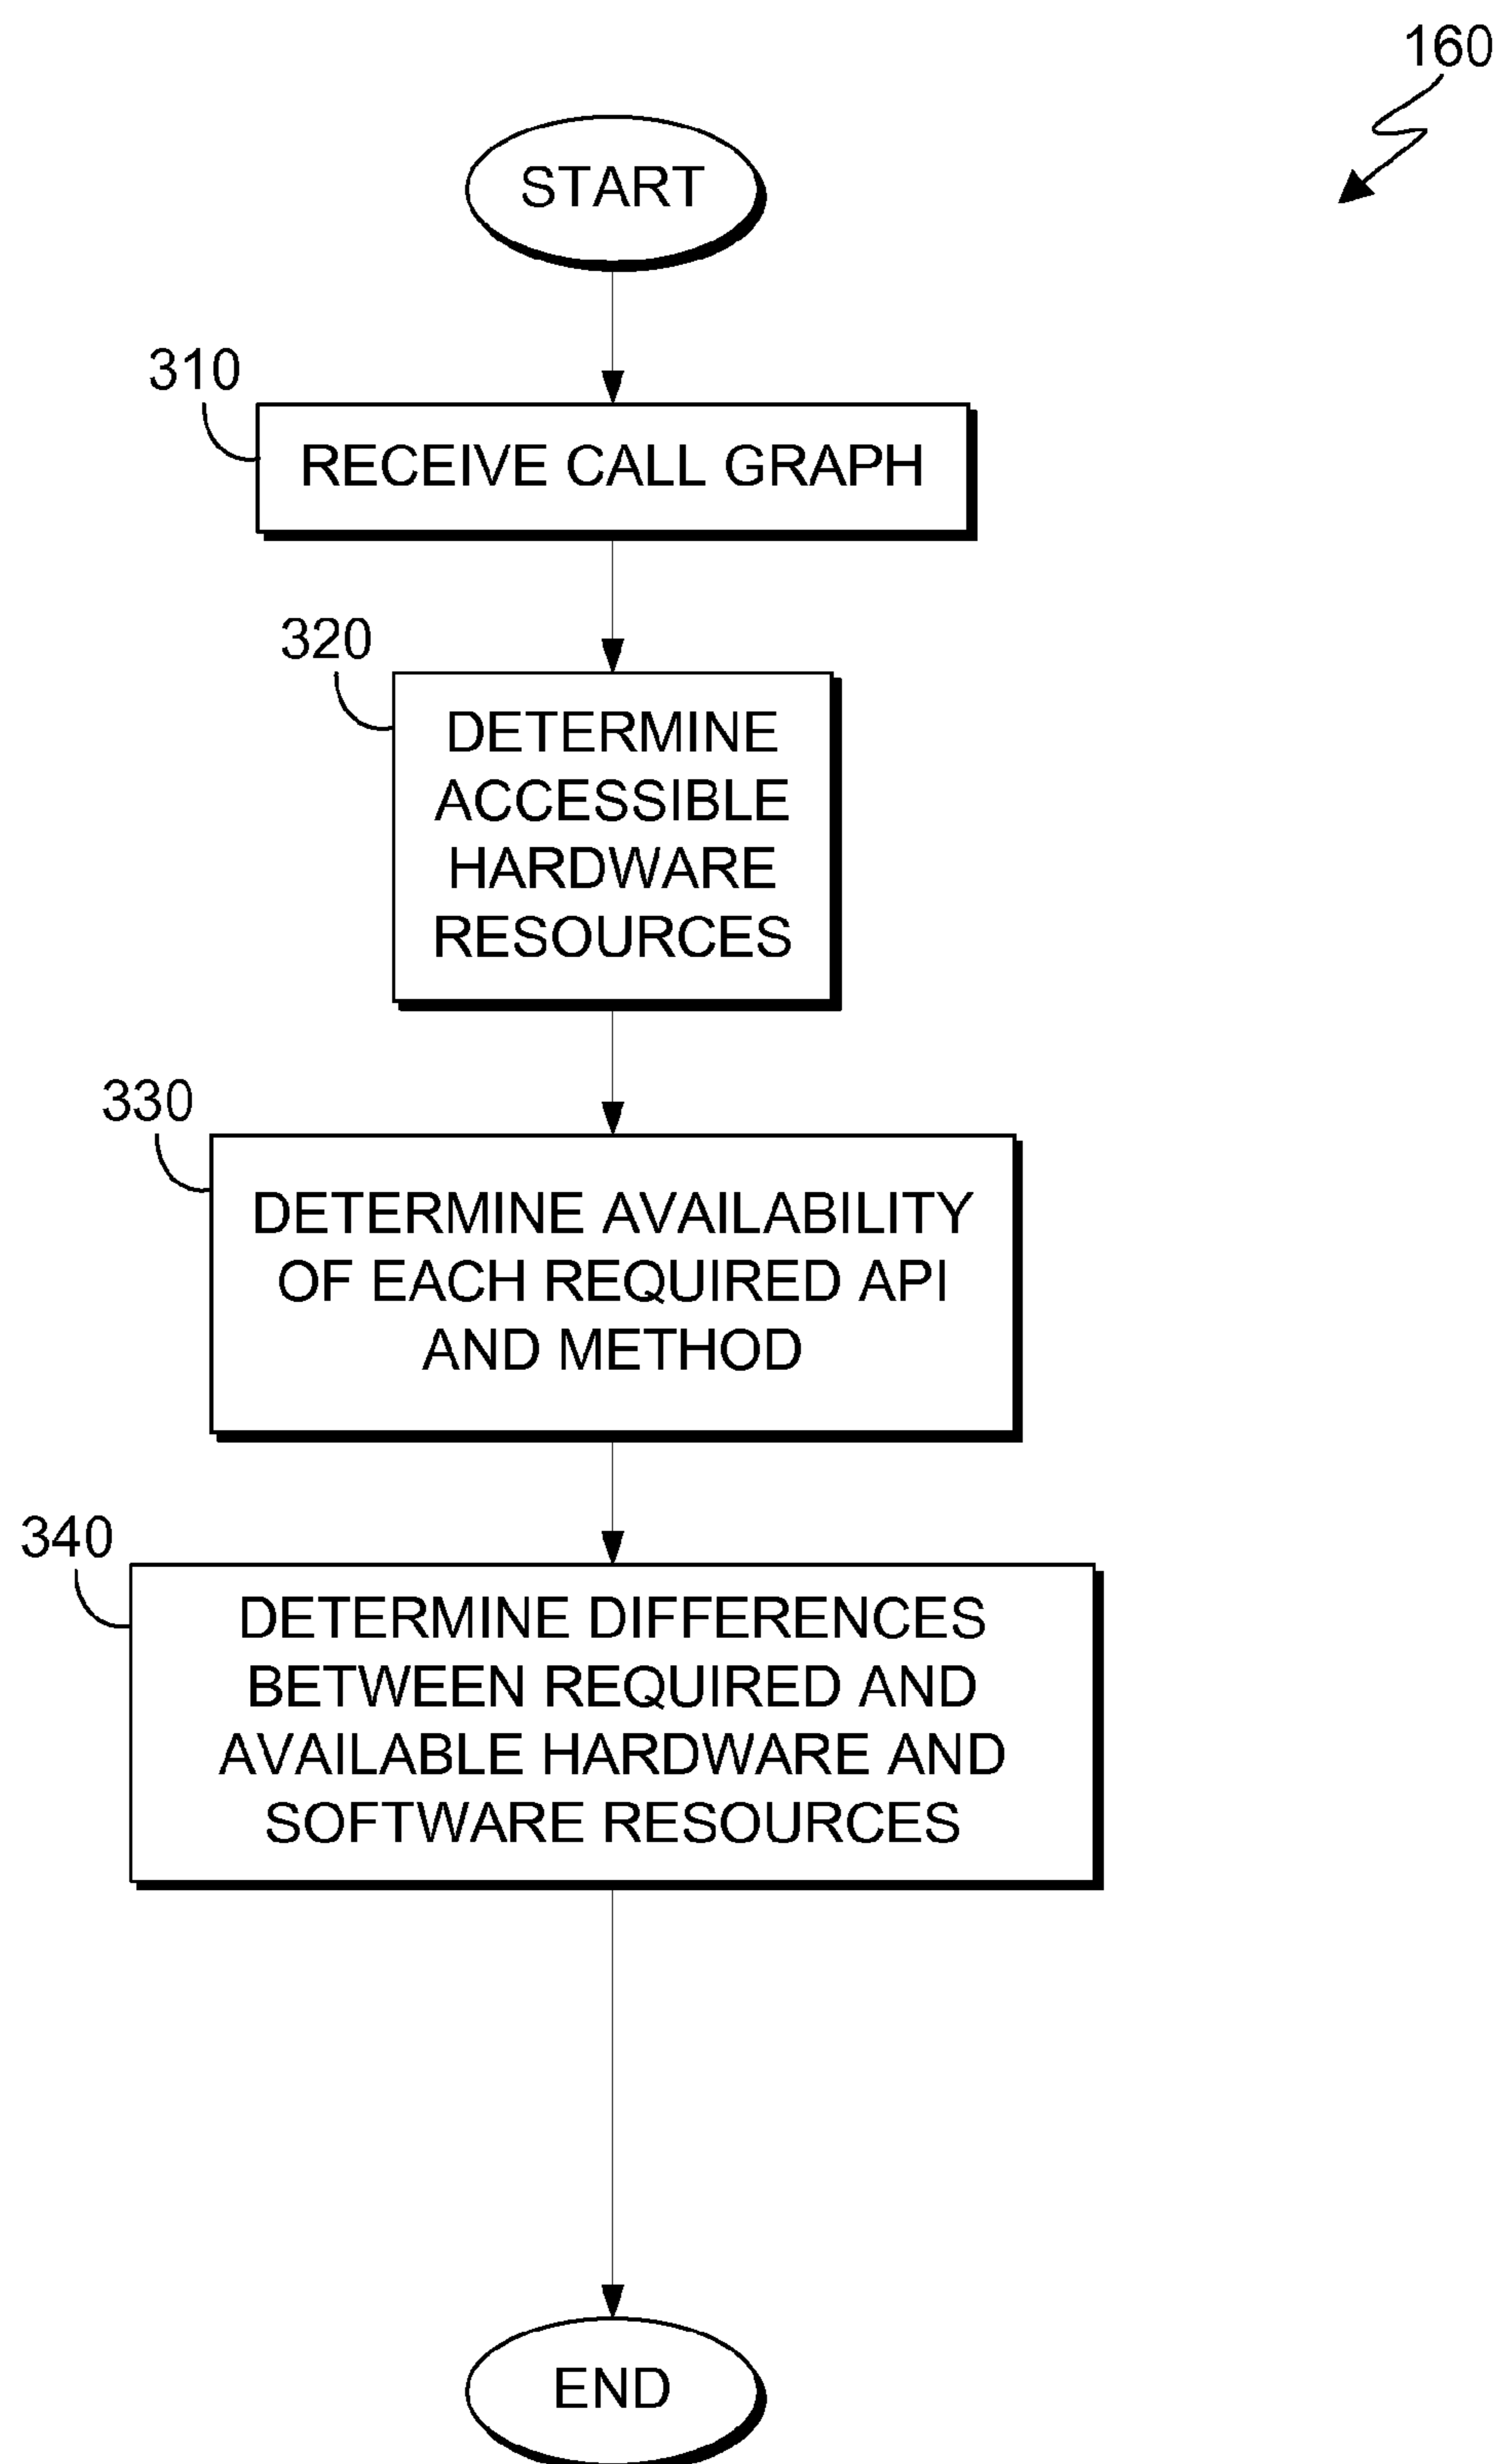 160
START
310
RECEIVE CALL GRAPH
320
DETERMINE
ACCESSIBLE
HARDWARE
RESOURCES
330
DETERMINE AVAILABILITY
OF EACH REQUIRED API
AND METHOD
340
DETERMINE DIFFERENCES
BETWEEN REQUIRED AND
AVAILABLE HARDWARE AND
SOFTWARE RESOURCES
END